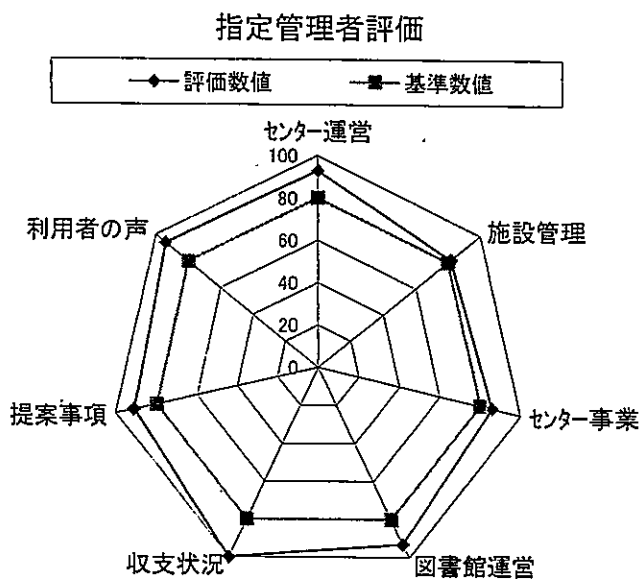 指定管理者評価
評価数値 基準数値
センター運営
100
80
60
40
20
0
施設管理
センター事業
図書館運営
収支状況
提案事項
利用者の声